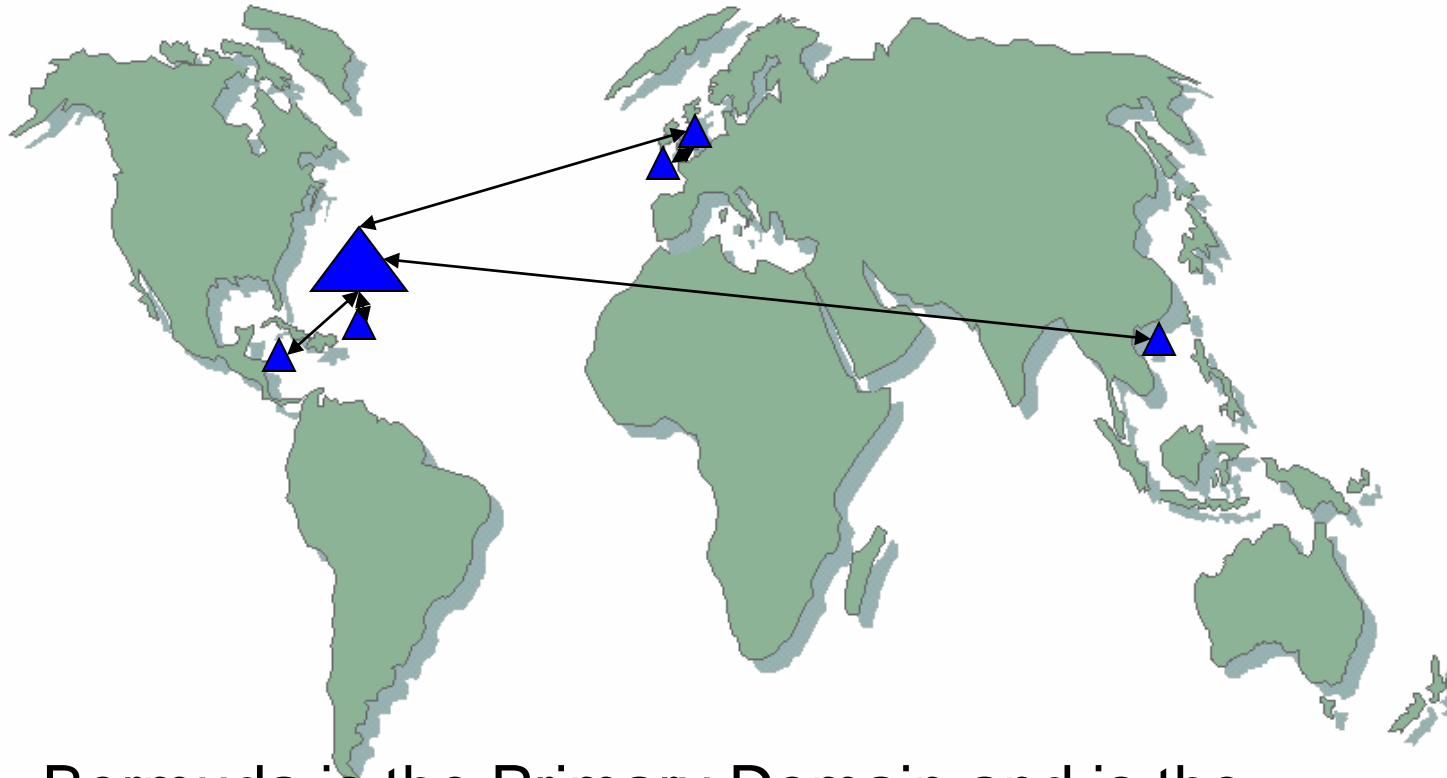 Bermuda is the Primary Domain and is the